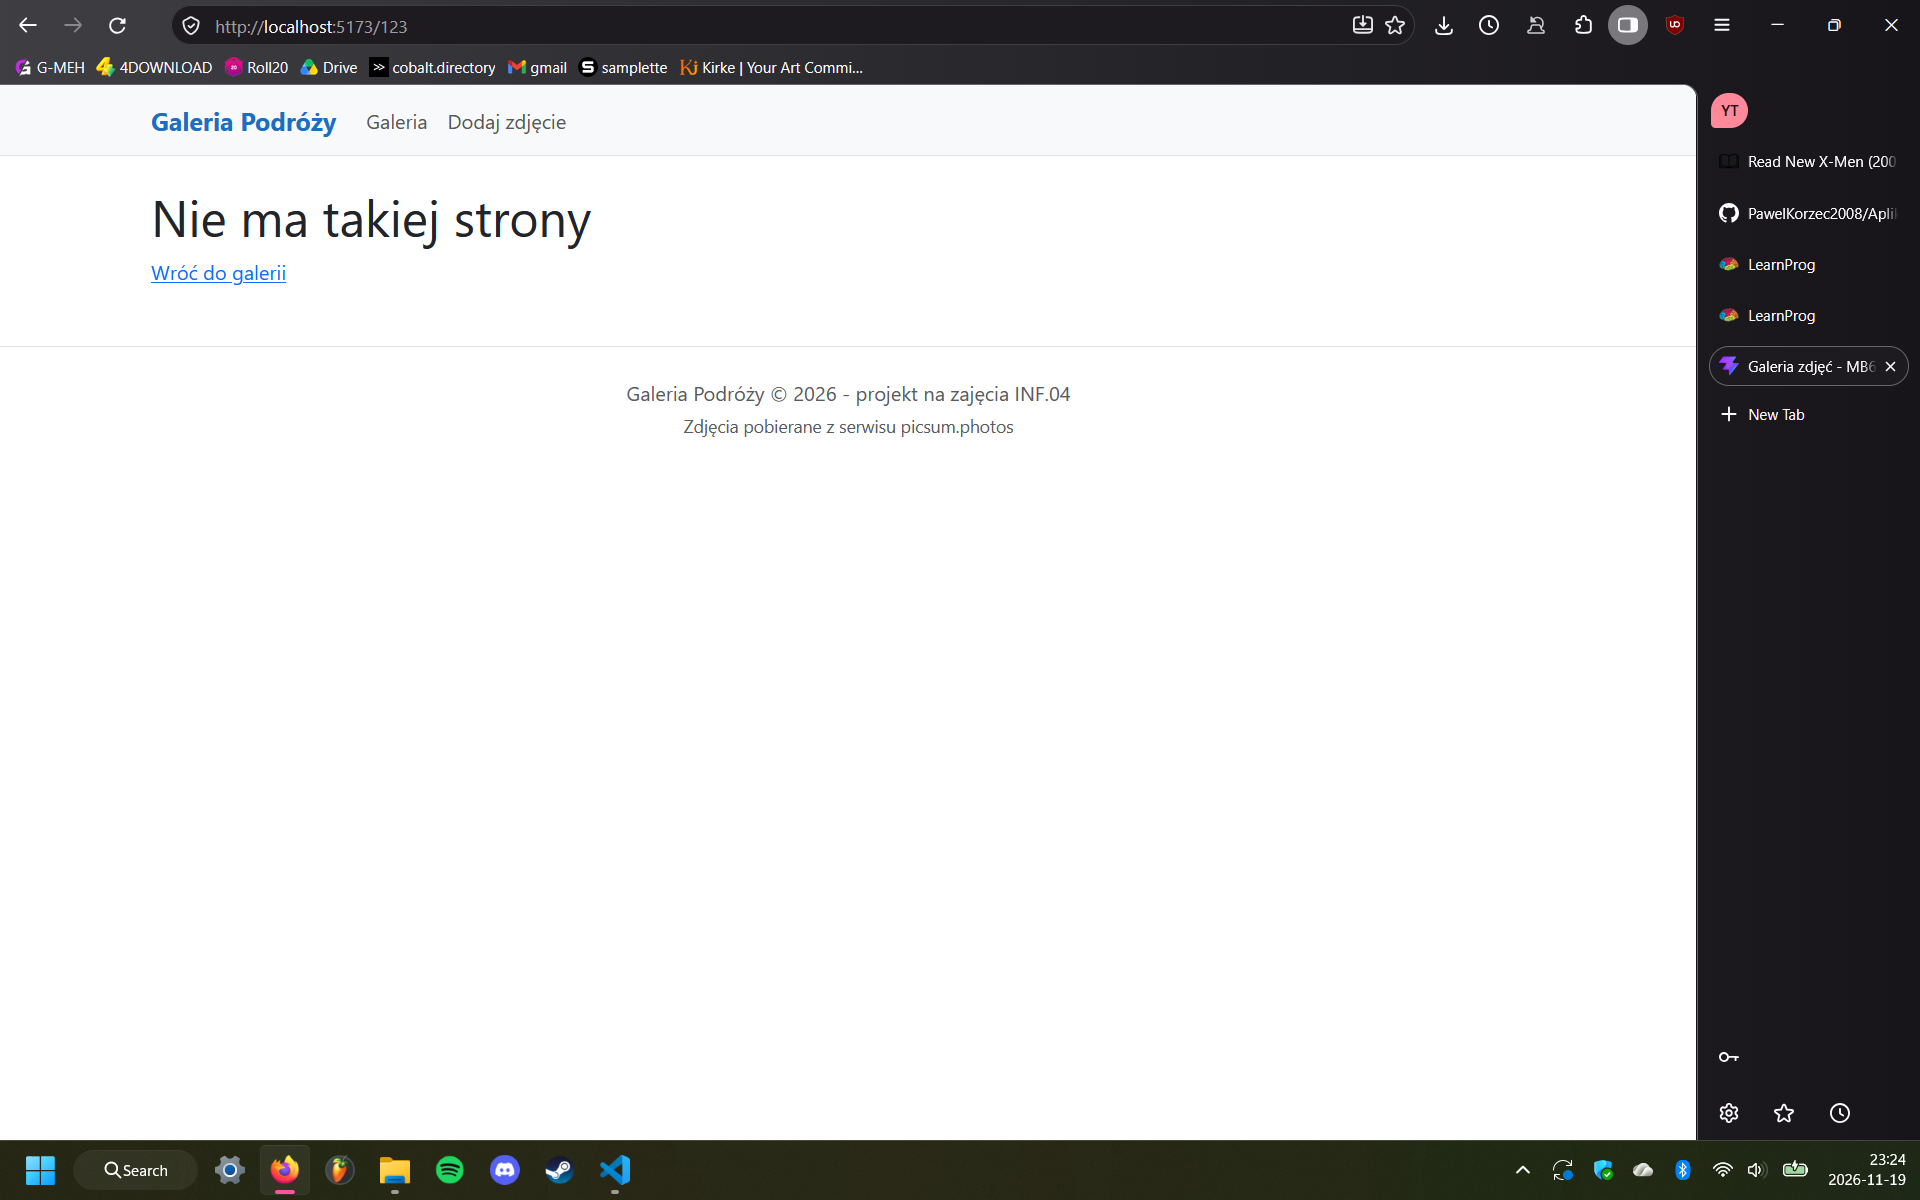 http://localhost:5173/123
G-MEH 4DOWNLOAD Roll20 Drive cobalt.directory gmail samplette Kirke | Your Art Commi...
Galeria Podróży Galeria Dodaj zdjęcie
Nie ma takiej strony
Wróć do galerii
Galeria Podróży © 2026 - projekt na zajęcia INF.04
Zdjęcia pobierane z serwisu picsum.photos
YT
Read New X-Men (200
PawelKorzec2008/Apli
LearnProg
LearnProg
Galeria zdjęć - MB6
New Tab
Search
23:24
2026-11-19